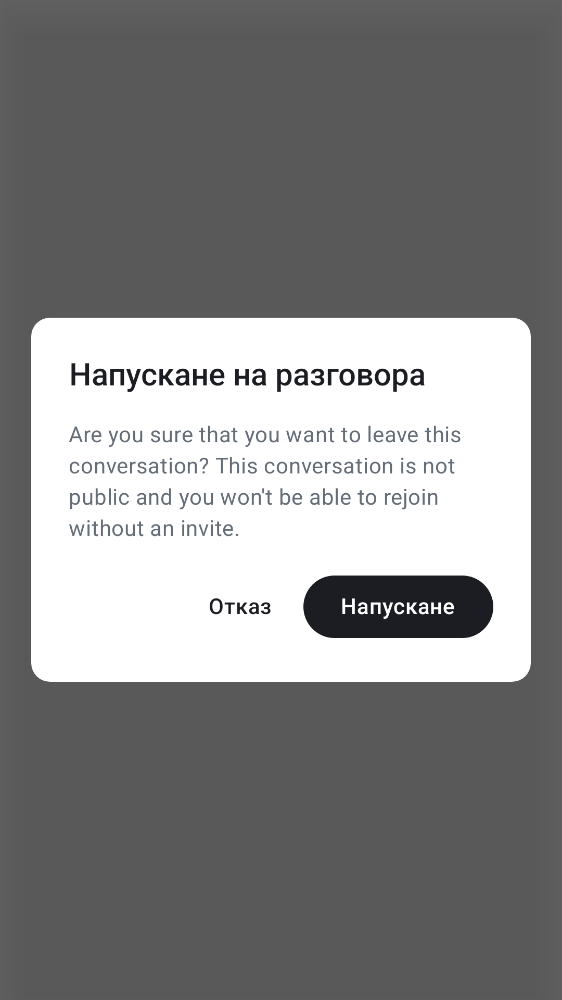 Напускане на разговора
Are you sure that you want to leave this
conversation? This conversation is not
public and you won't be able to rejoin
without an invite.
Отказ
Напускане